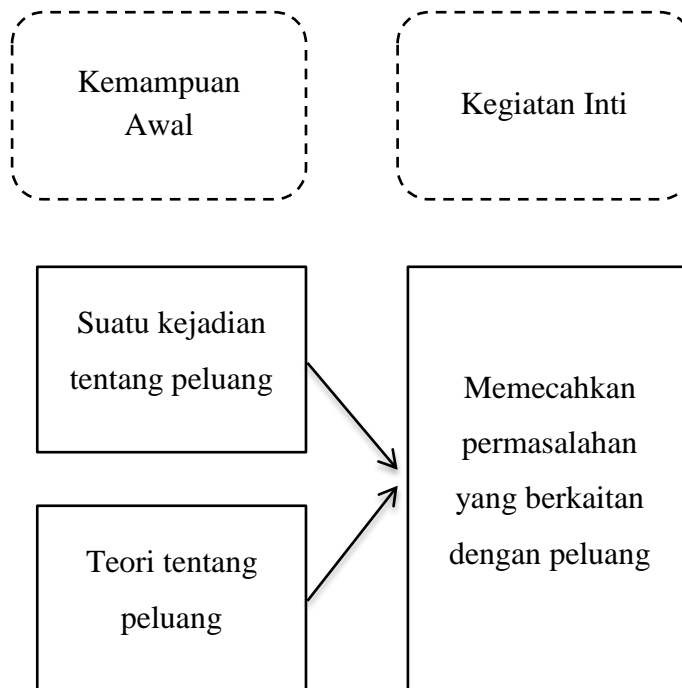 Kemampuan
Awal
Kegiatan Inti
Suatu kejadian
tentang peluang
Teori tentang
peluang
Memecahkan
permasalahan
yang berkaitan
dengan peluang